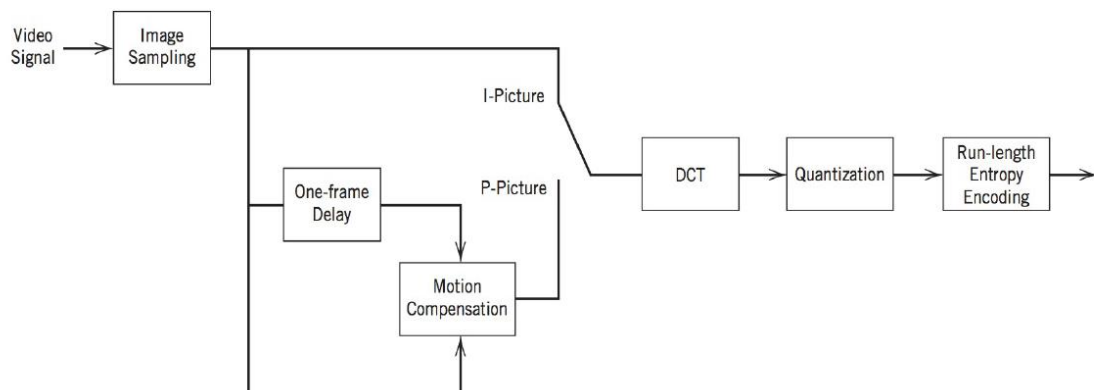 Video
Signal
Image
Sampling
I-Picture
P-Picture
One-frame
Delay
Motion
Compensation
DCT
Quantization
Run-length
Entropy
Encoding